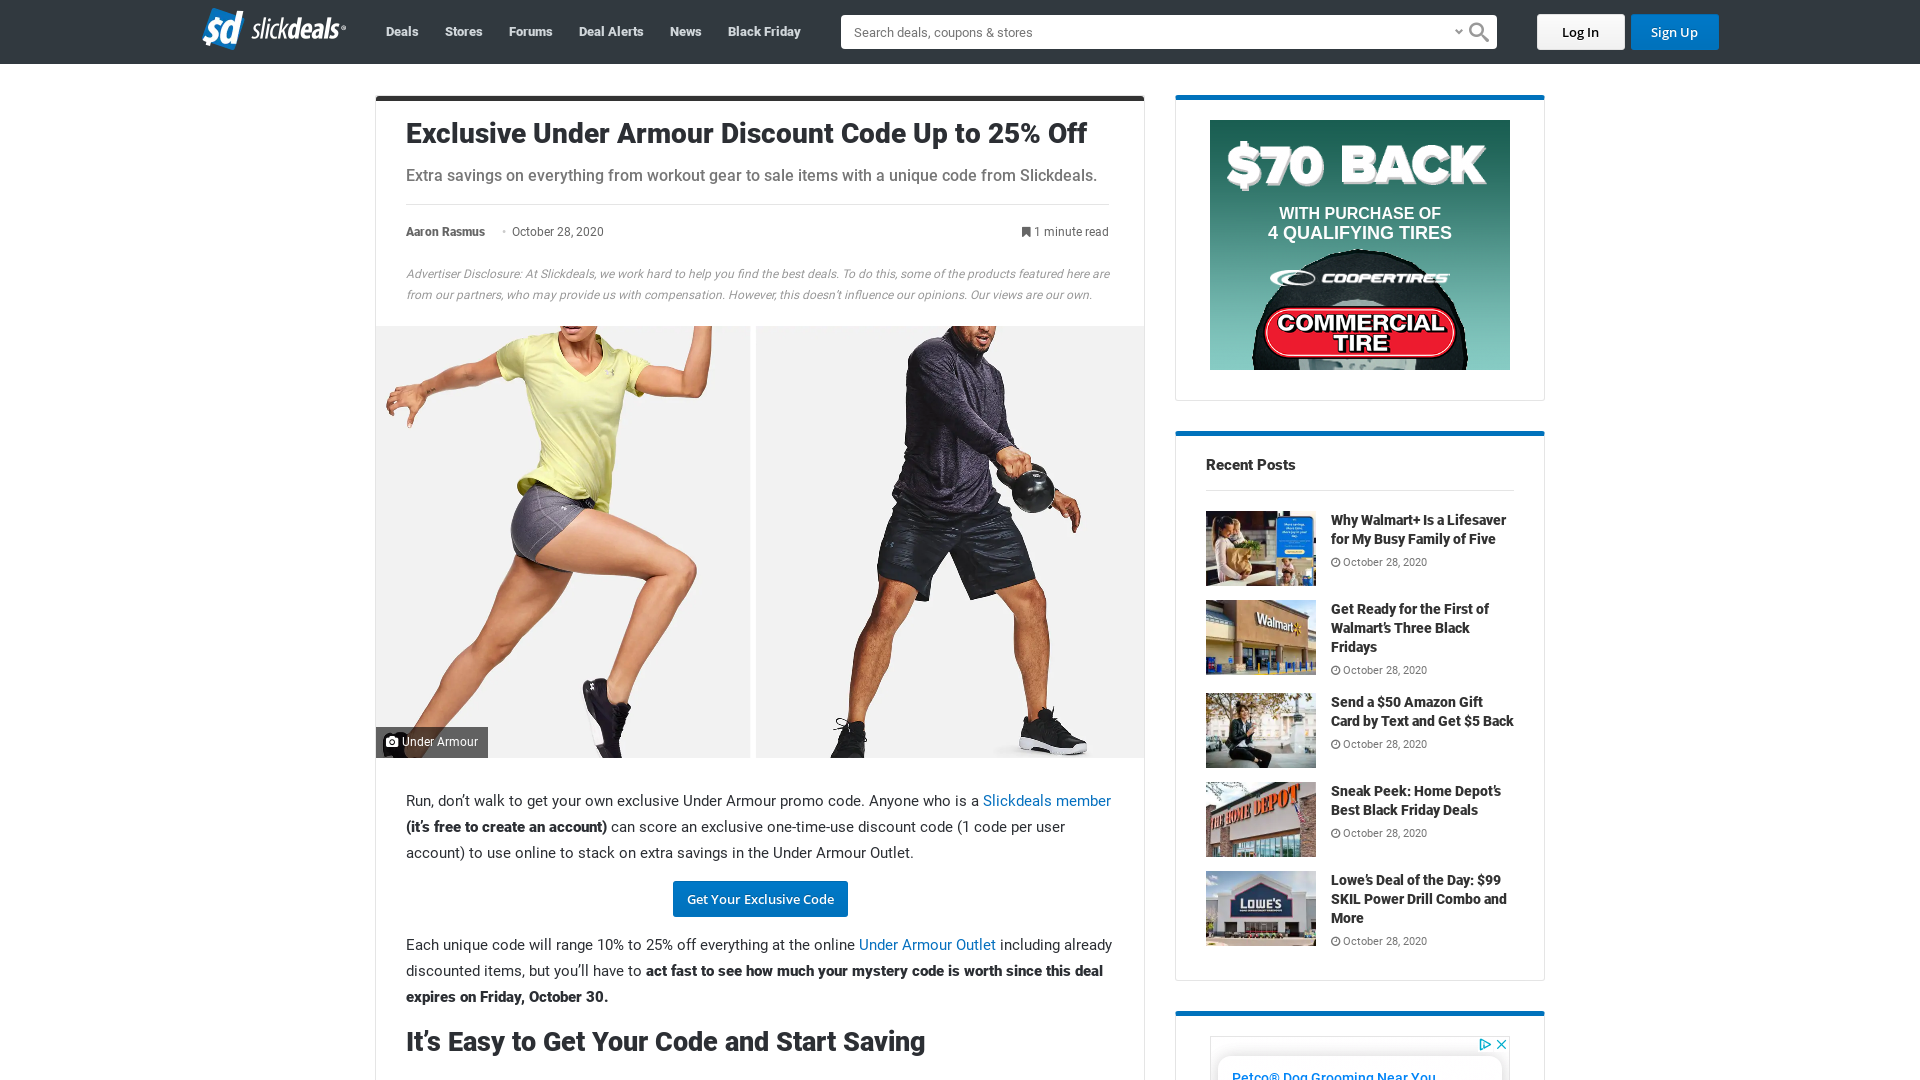 sd slickdeals®
Deals
Stores
Forums
Deal Alerts
News
Black Friday
Search deals, coupons & stores
Log In
Sign Up
Exclusive Under Armour Discount Code Up to 25% Off
Extra savings on everything from workout gear to sale items with a unique code from Slickdeals.
Aaron Rasmus • October 28, 2020
1 minute read
Advertiser Disclosure: At Slickdeals, we work hard to help you find the best deals. To do this, some of the products featured here are
from our partners, who may provide us with compensation. However, this doesn’t influence our opinions. Our views are our own.
Under Armour
Run, don’t walk to get your own exclusive Under Armour promo code. Anyone who is a Slickdeals member
(it’s free to create an account) can score an exclusive one-time-use discount code (1 code per user
account) to use online to stack on extra savings in the Under Armour Outlet.
Get Your Exclusive Code
Each unique code will range 10% to 25% off everything at the online Under Armour Outlet including already
discounted items, but you’ll have to act fast to see how much your mystery code is worth since this deal
expires on Friday, October 30.
It’s Easy to Get Your Code and Start Saving
$70 BACK
WITH PURCHASE OF
4 QUALIFYING TIRES
COOPERTIRES
COMMERCIAL
TIRE
Recent Posts
Why Walmart+ Is a Lifesaver
for My Busy Family of Five
October 28, 2020
Walmart
Get Ready for the First of
Walmart’s Three Black
Fridays
October 28, 2020
Send a $50 Amazon Gift
Card by Text and Get $5 Back
October 28, 2020
THE HOME DEPOT
Sneak Peek: Home Depot’s
Best Black Friday Deals
October 28, 2020
LOWE'S
Lowe’s Deal of the Day: $99
SKIL Power Drill Combo and
More
October 28, 2020
Petco® Dog Grooming Near You